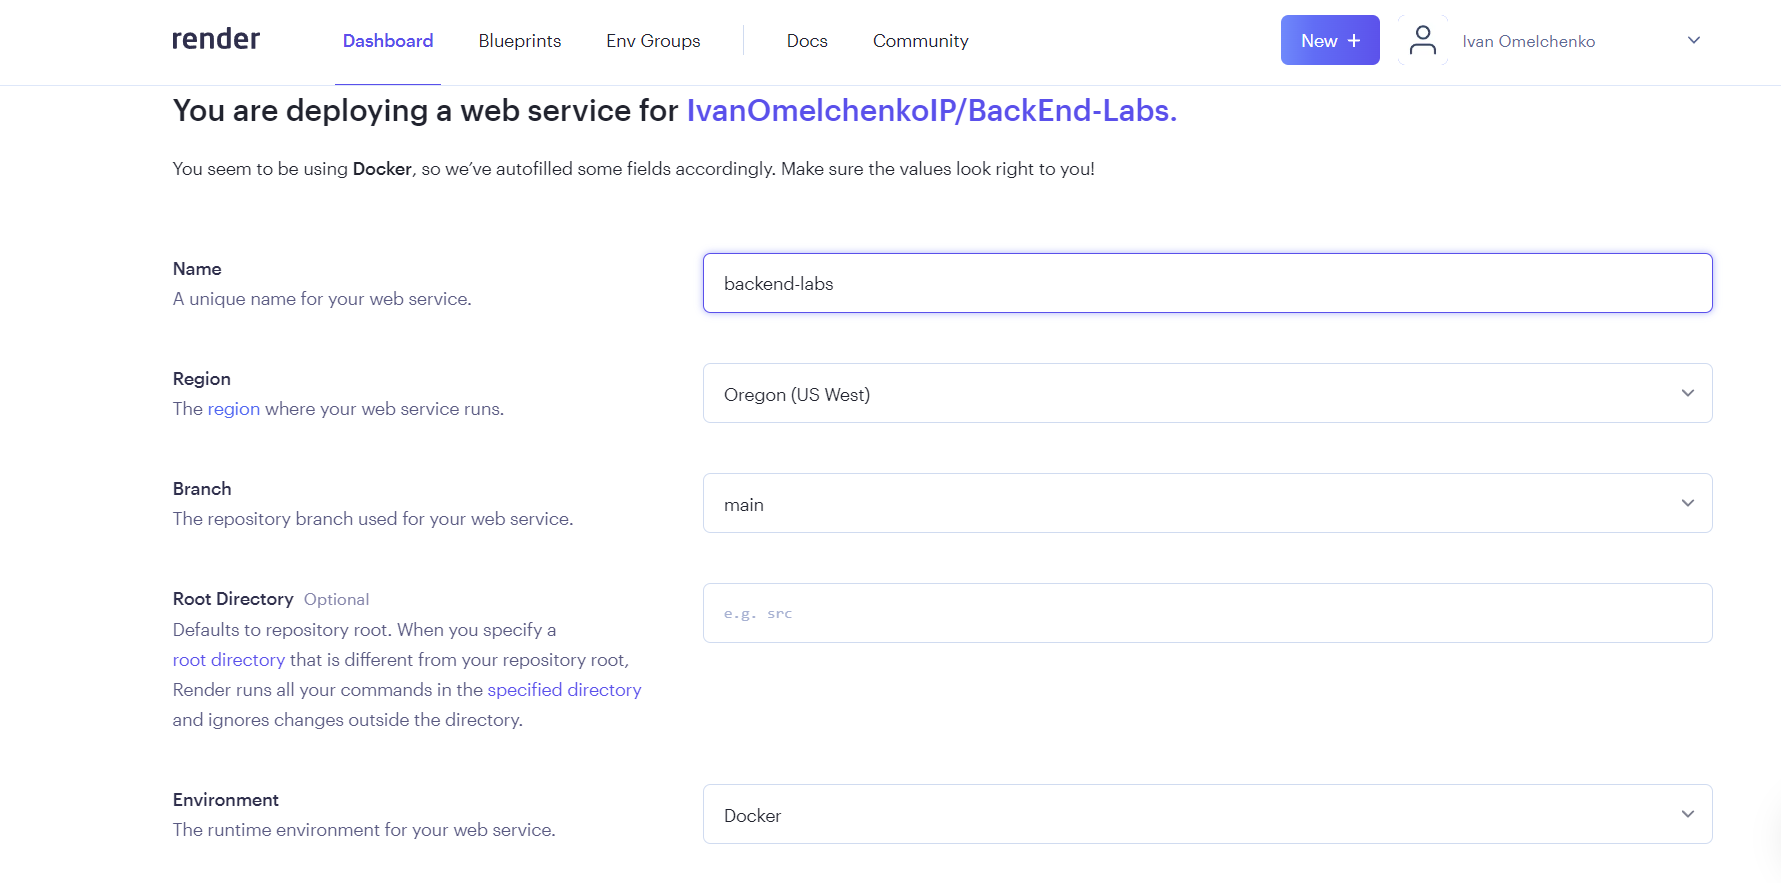 render
Dashboard
Blueprints
Env Groups
Docs
Community
New +
Ivan Omelchenko
You are deploying a web service for IvanOmelchenkoIP/BackEnd-Labs.
You seem to be using Docker, so we’ve autofilled some fields accordingly. Make sure the values look right to you!
Name
A unique name for your web service.
backend-labs
Region
The region where your web service runs.
Oregon (US West)
Branch
The repository branch used for your web service.
main
Root Directory Optional
Defaults to repository root. When you specify a
root directory that is different from your repository root,
Render runs all your commands in the specified directory
and ignores changes outside the directory.
e.g. src
Environment
The runtime environment for your web service.
Docker